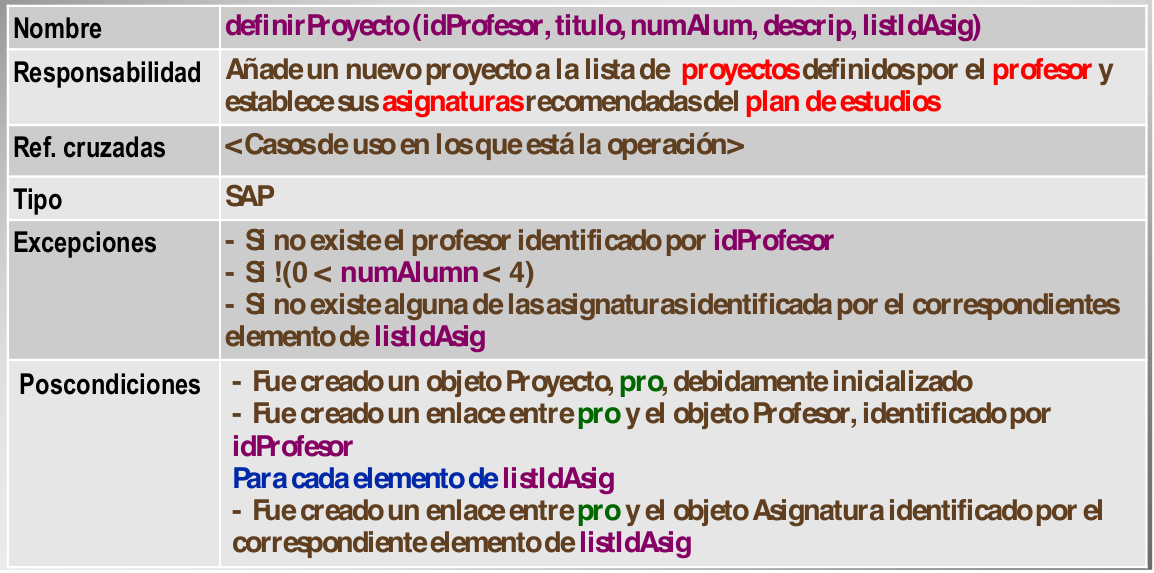 Nombre definirProyecto (idProfesor, titulo, numAlum, descrip, listIdAsig)
Responsabilidad Añade un nuevo proyecto a la lista de proyectos definidos por el profesor y
establece sus asignaturas recomendadas del plan de estudios
Ref. cruzadas <Casos de uso en los que está la operación>
Tipo SAP
Excepciones - Si no existe el profesor identificado por idProfesor
- Si !(0 < numAlumn < 4)
- Si no existe alguna de las asignaturas identificada por el correspondientes
elemento de listIdAsig
Poscondiciones - Fue creado un objeto Proyecto, pro, debidamente inicializado
- Fue creado un enlace entre pro y el objeto Profesor, identificado por
idProfesor
Para cada elemento de listIdAsig
- Fue creado un enlace entre pro y el objeto Asignatura identificado por el
correspondiente elemento de listIdAsig